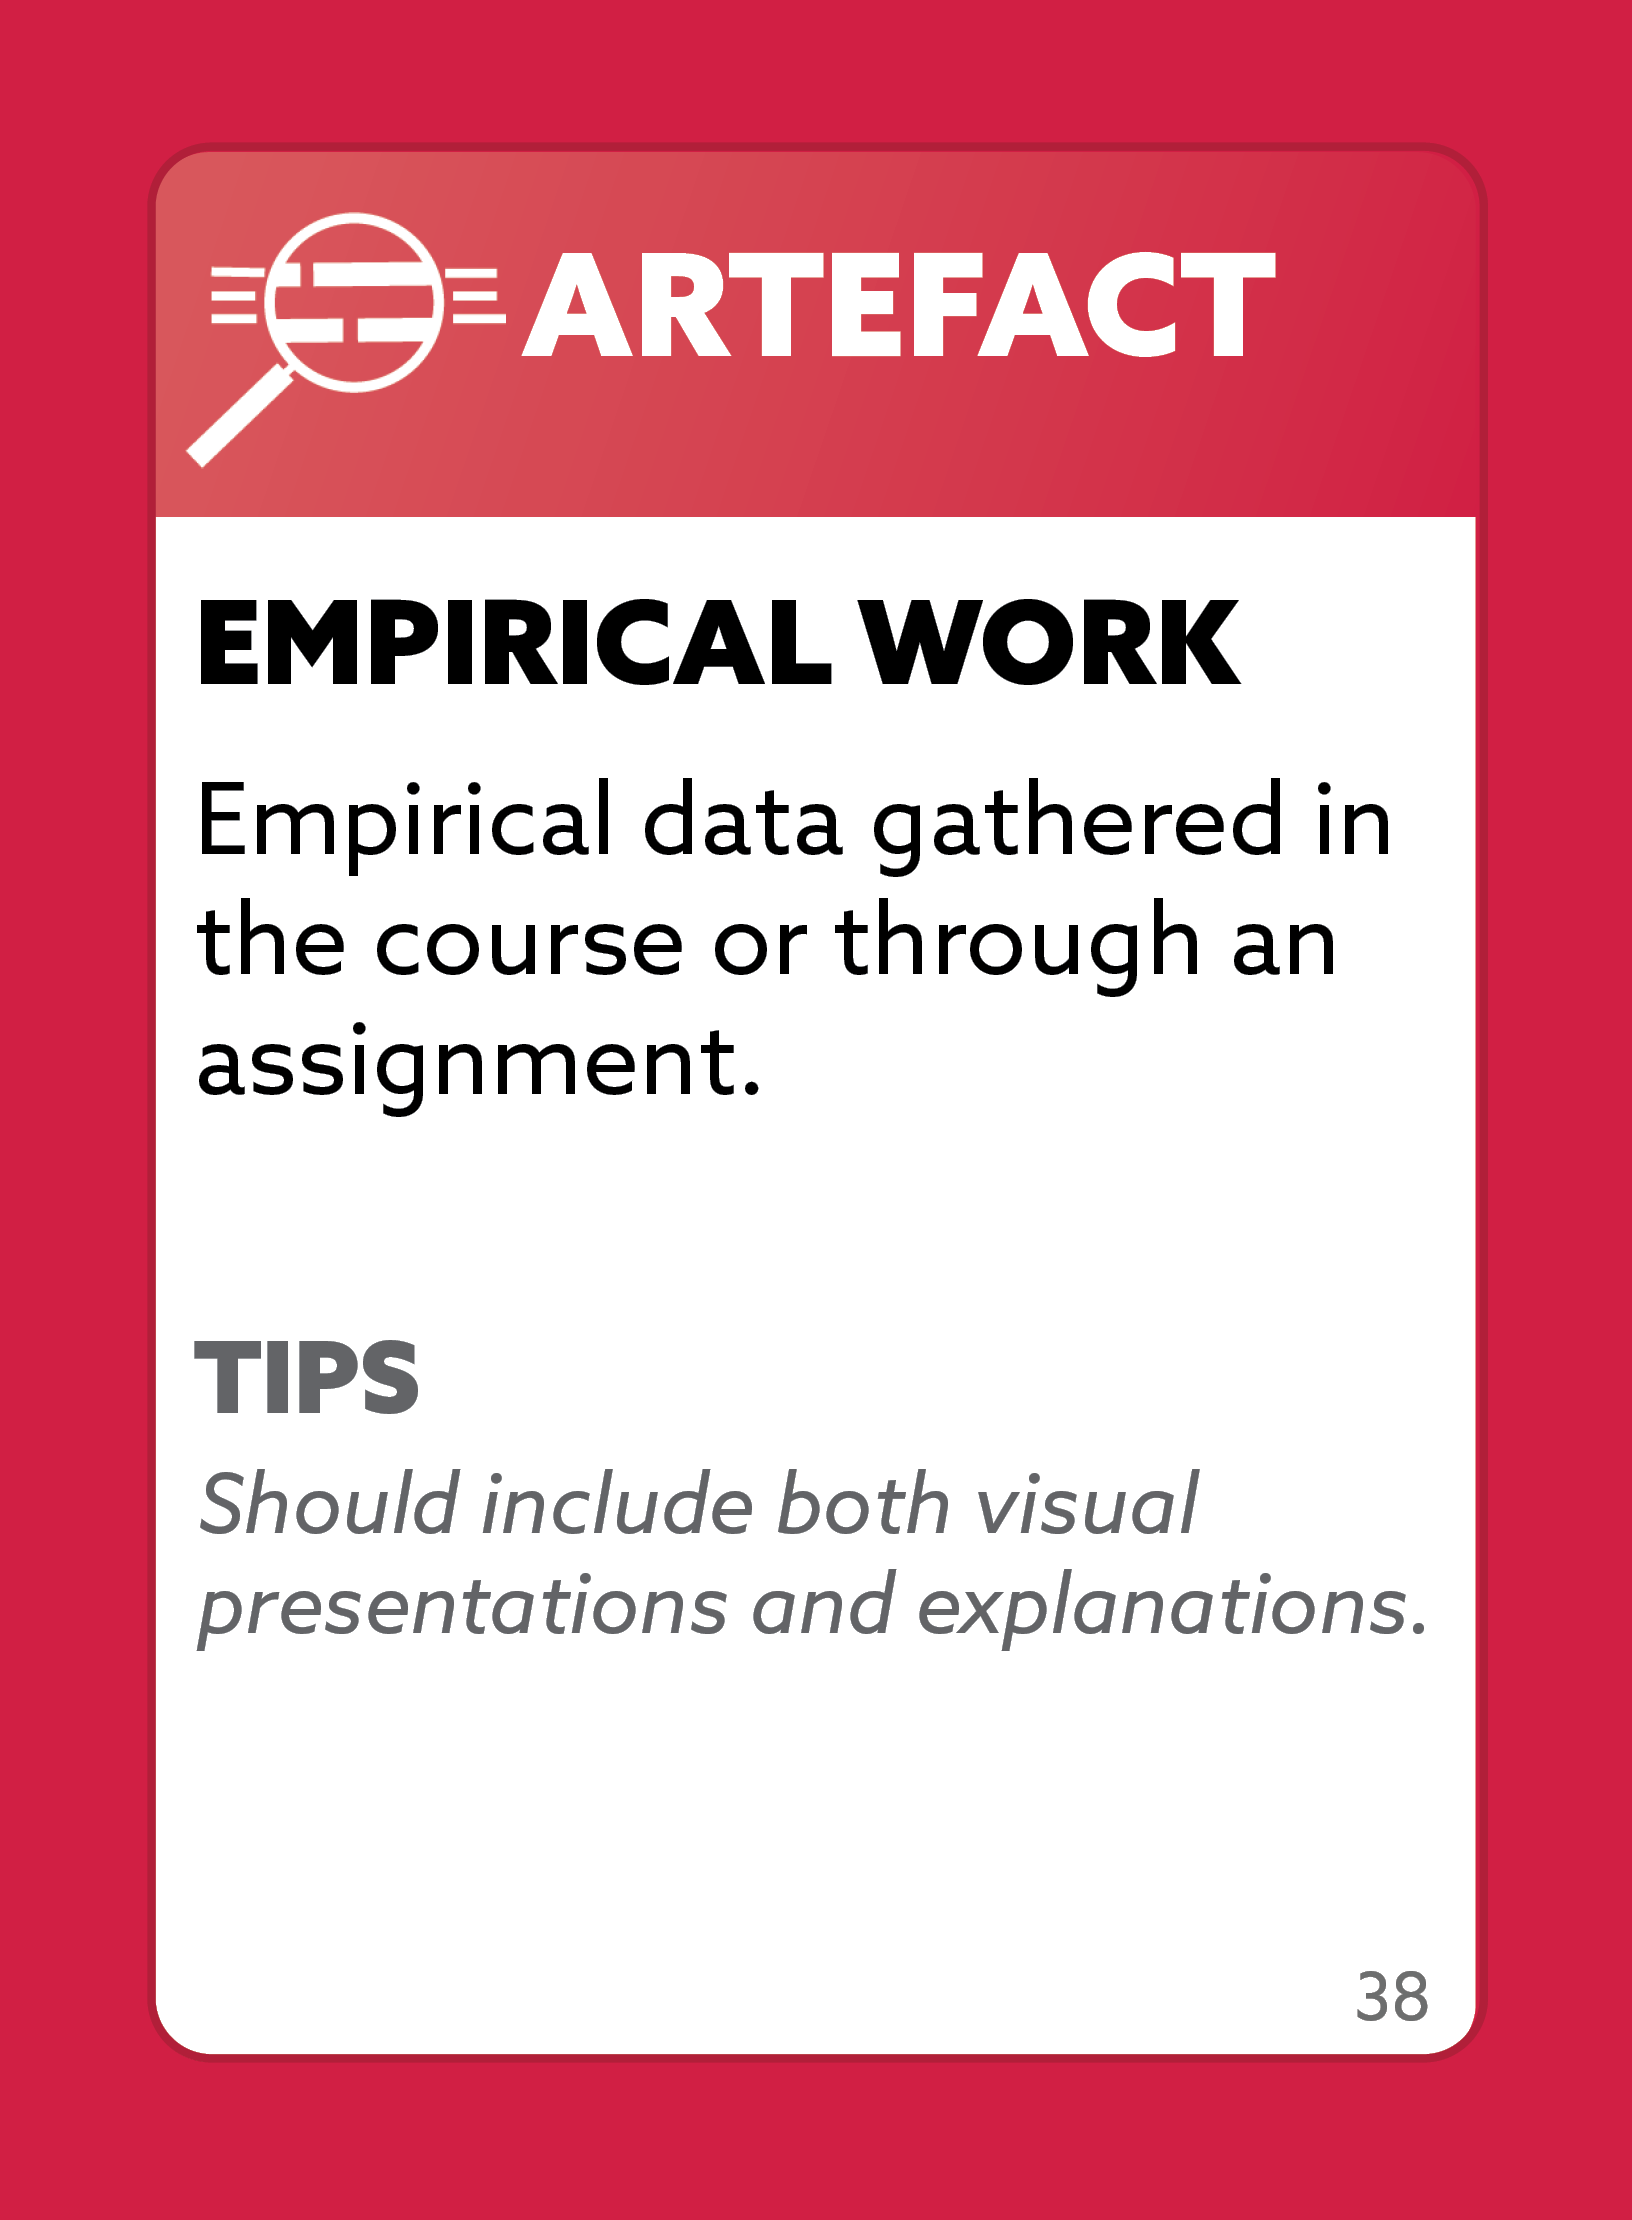 ARTEFACT
EMPIRICAL WORK
Empirical data gathered in
the course or through an
assignment.
TIPS
Should include both visual
presentations and explanations.
38